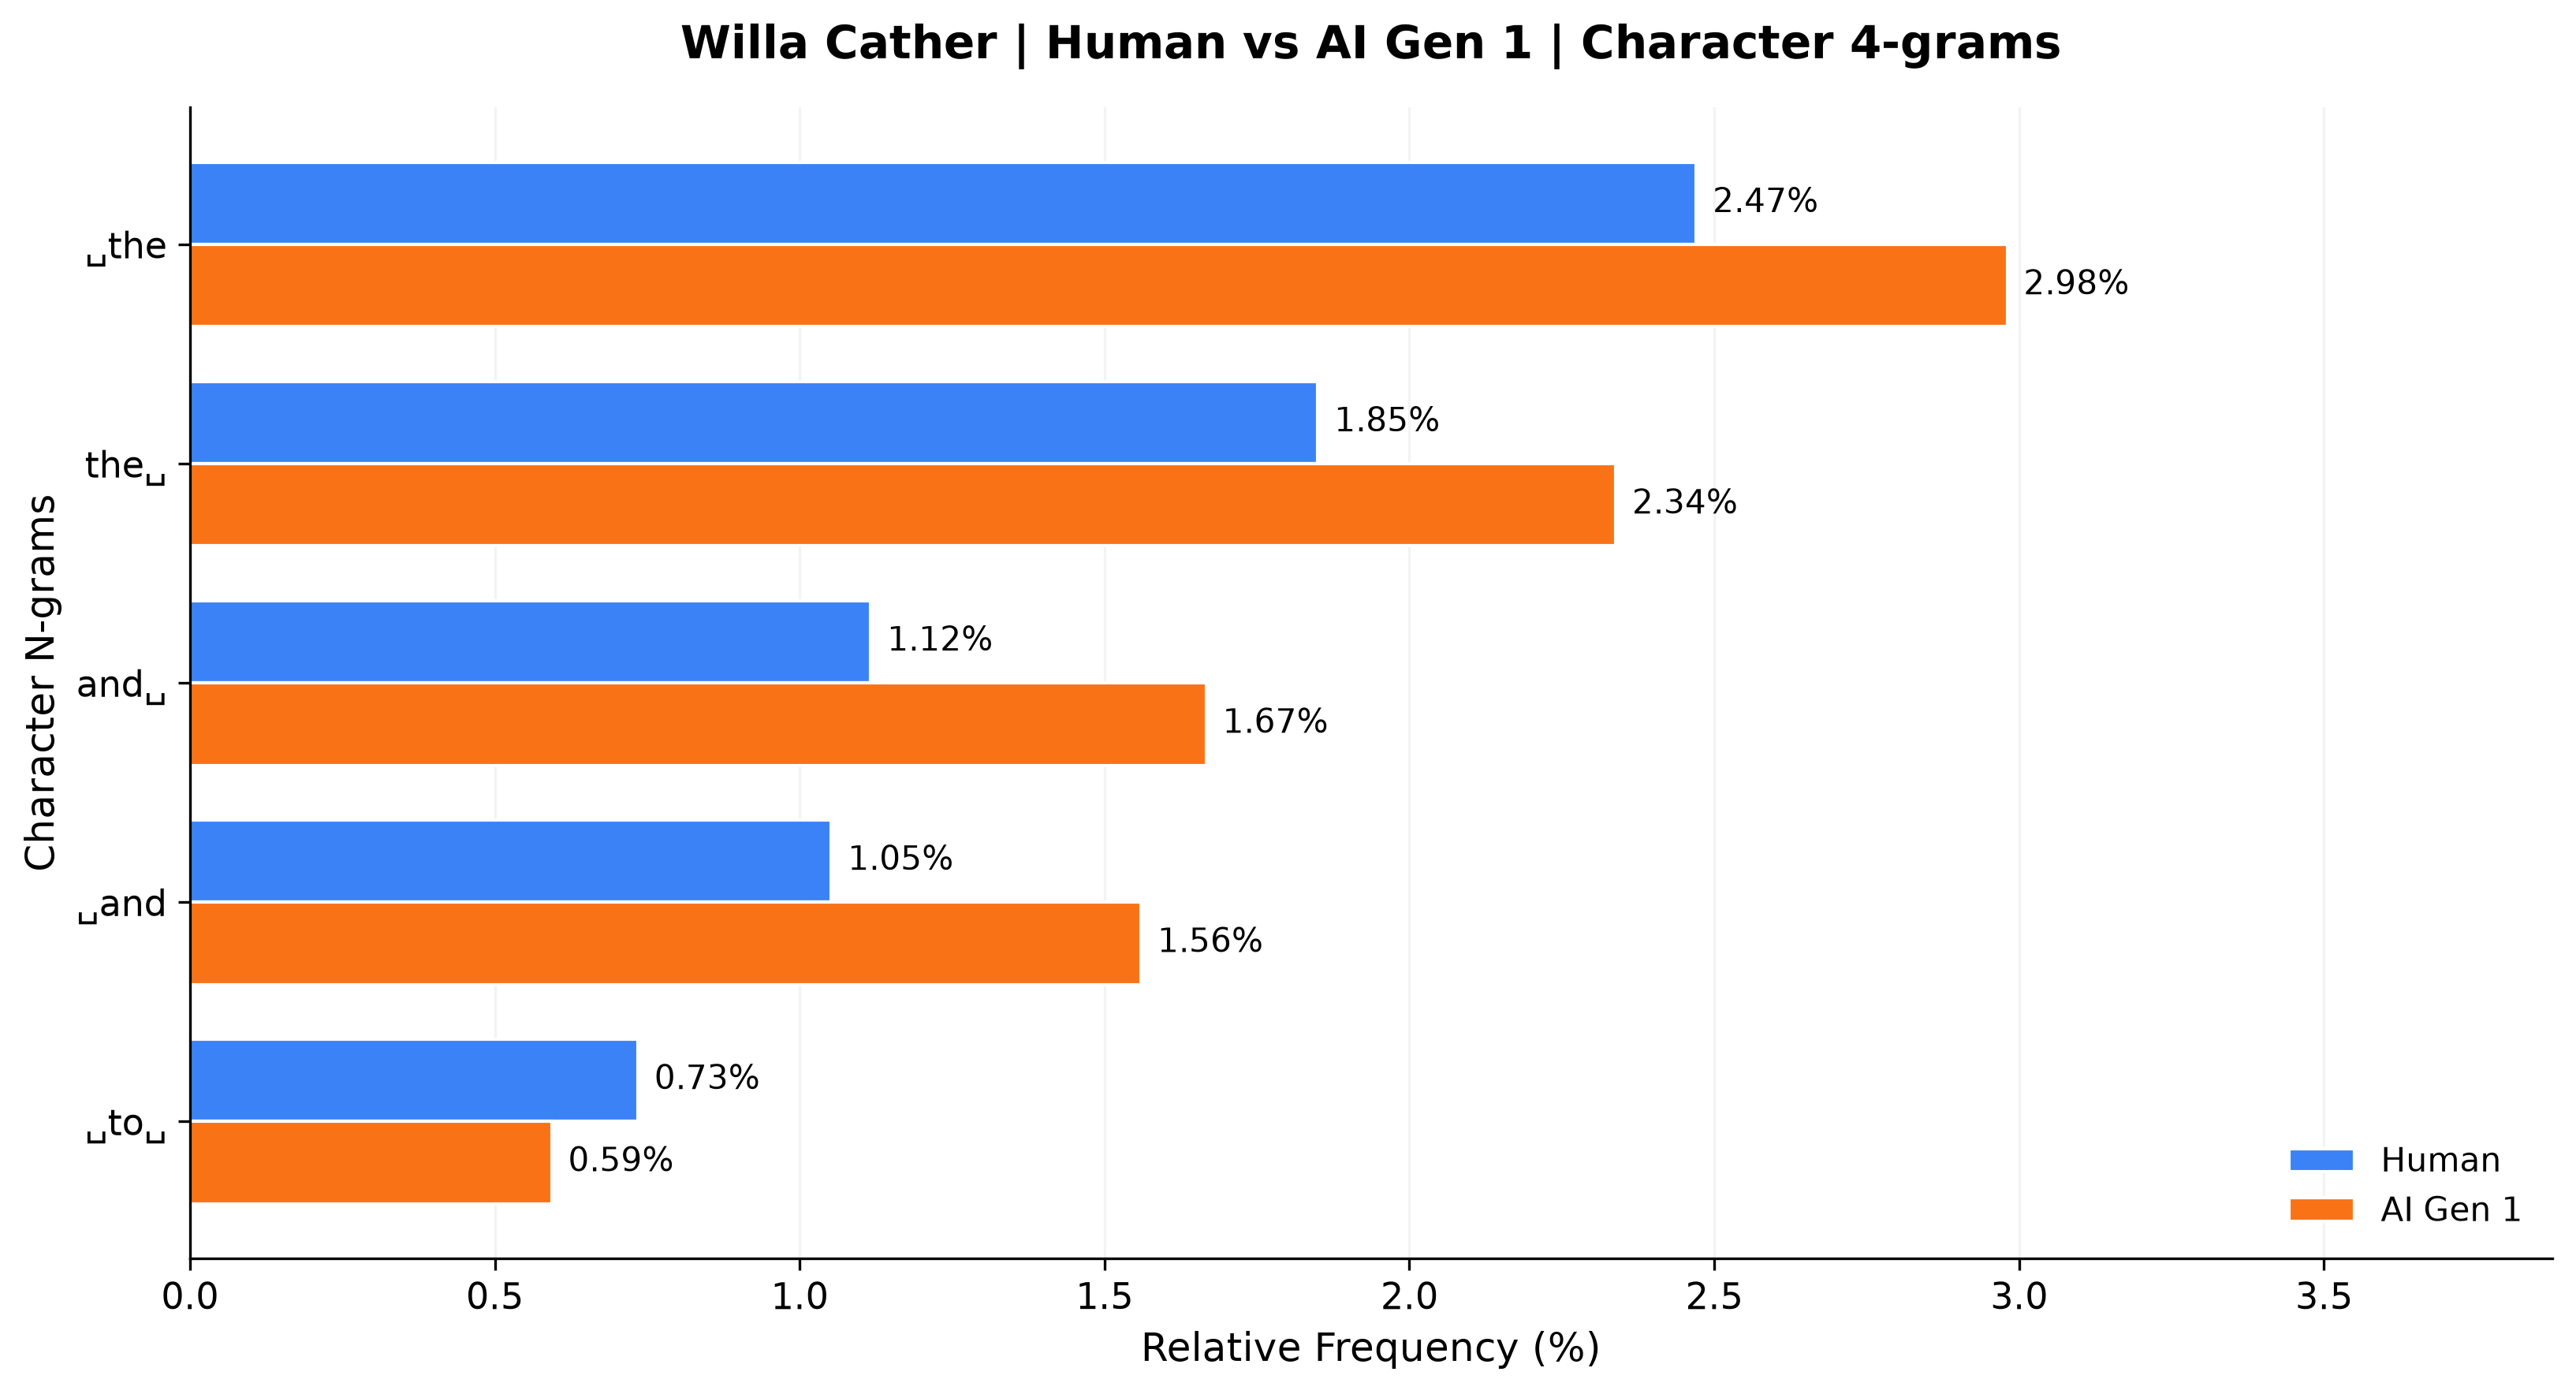 Willa Cather | Human vs AI Gen 1 | Character 4-grams
Character N-grams
␣the
2.47%
2.98%
the␣
1.85%
2.34%
and␣
1.12%
1.67%
␣and
1.05%
1.56%
␣to␣
0.73%
0.59%
Human
AI Gen 1
0.0 0.5 1.0 1.5 2.0 2.5 3.0 3.5
Relative Frequency (%)